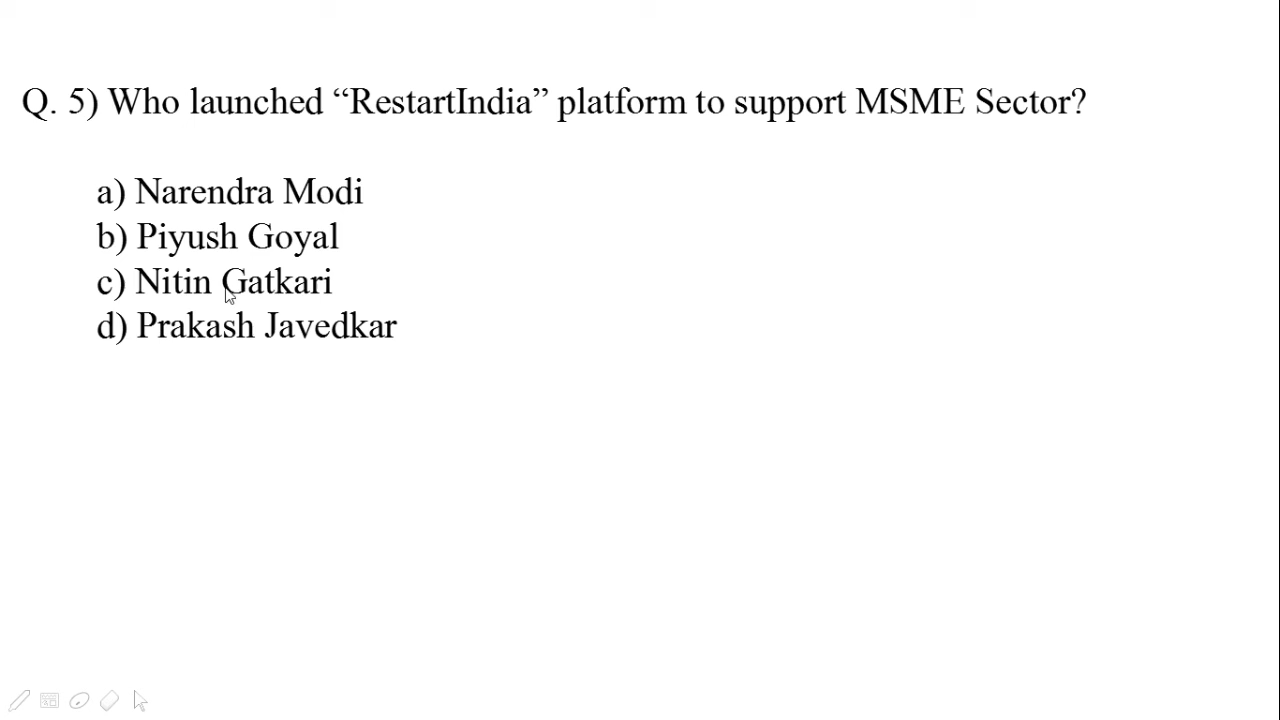 Q. 5) Who launched “RestartIndia” platform to support MSME Sector?
a) Narendra Modi
b) Piyush Goyal
c) Nitin Gatkari
d) Prakash Javedkar